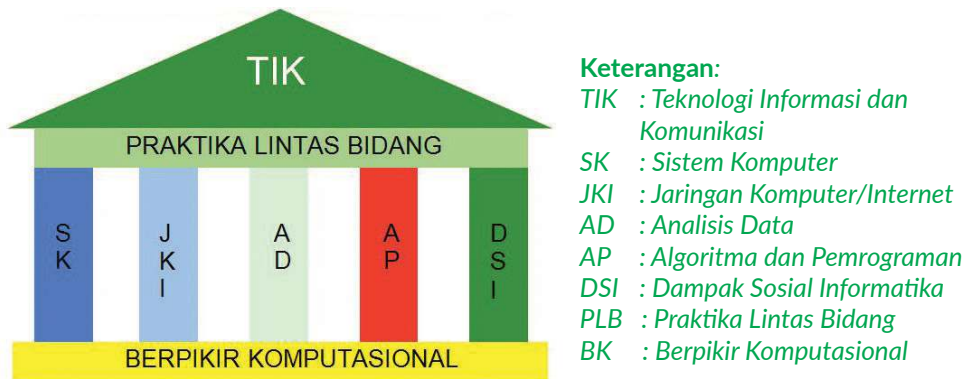 TIK
PRAKTIKA LINTAS BIDANG
S
K
J
K
I
A
D
A
P
D
S
I
BERPIKIR KOMPUTASIONAL
Keterangan:
TIK : Teknologi Informasi dan
Komunikasi
SK : Sistem Komputer
JKI : Jaringan Komputer/Internet
AD : Analisis Data
AP : Algoritma dan Pemrograman
DSI : Dampak Sosial Informatika
PLB : Praktika Lintas Bidang
BK : Berpikir Komputasional